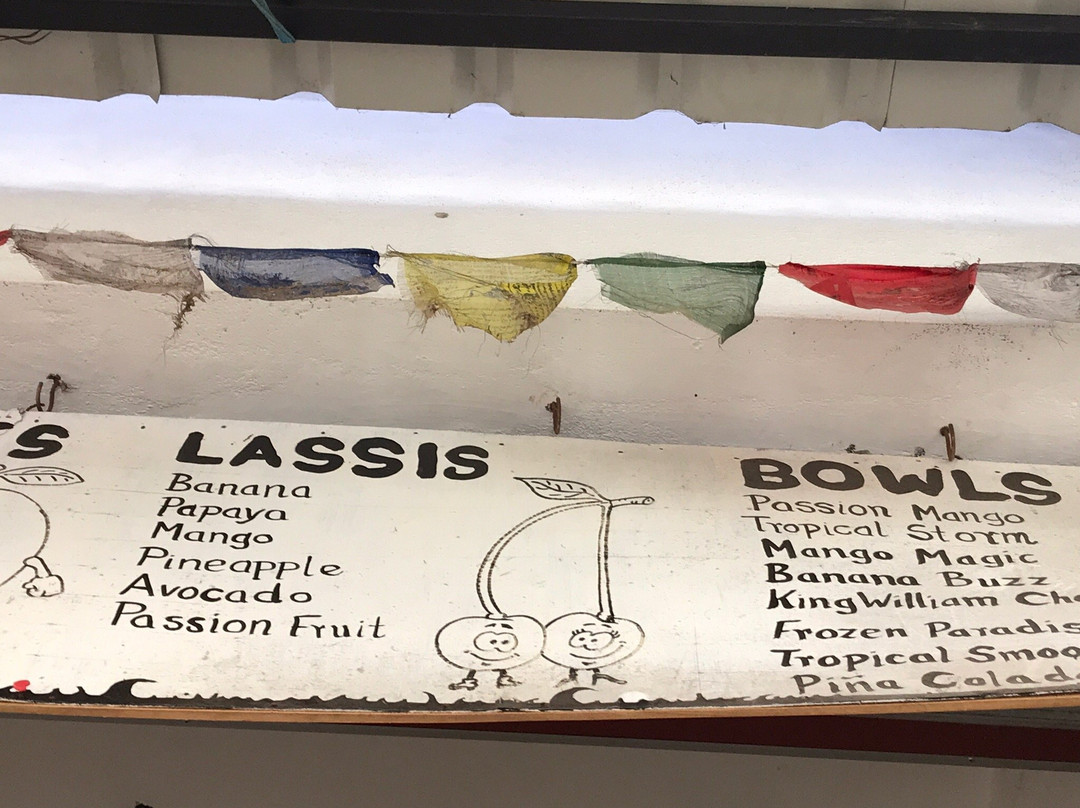 LASSIS
Banana
Papaya
Mango
Pineapple
Avocado
Passion Fruit
BOWLS
Passion Mango
Tropical Storm
Mango Magic
Banana Buzz
King William
Frozen
Tropical
Piña